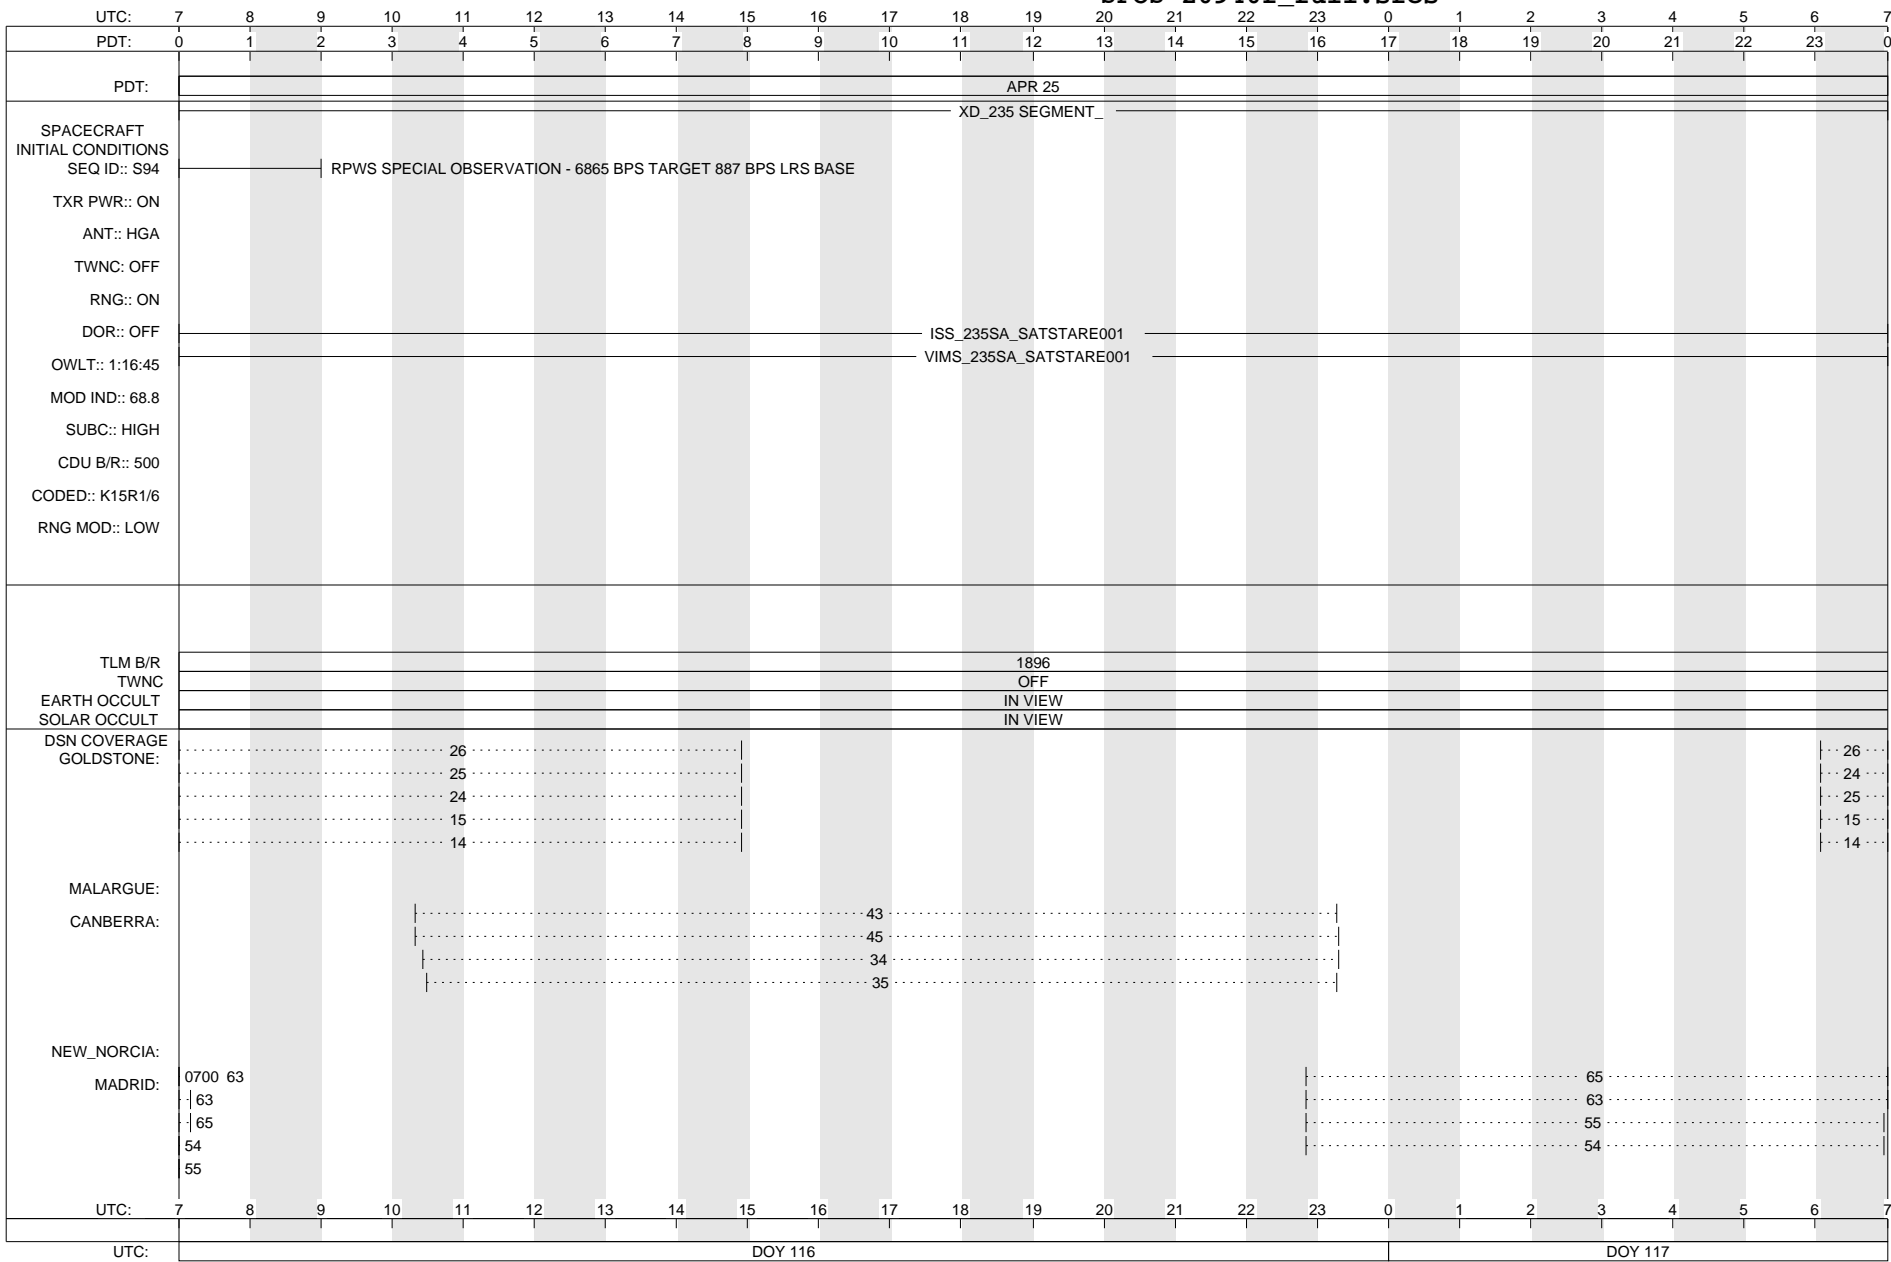 UTC: 7 8 9 10 11 12 13 14 15 16 17 18 19 20 21 22 23 0 1 2 3 4 5 6 7
PDT: 0 1 2 3 4 5 6 7 8 9 10 11 12 13 14 15 16 17 18 19 20 21 22 23 0
PDT: APR 25
XD_235 SEGMENT_
SPACECRAFT
INITIAL CONDITIONS
SEQ ID:: S94 RPWS SPECIAL OBSERVATION - 6865 BPS TARGET 887 BPS LRS BASE
TXR PWR:: ON
ANT:: HGA
TWNC: OFF
RNG:: ON
DOR:: OFF ISS_235SA_SATSTARE001
VIMS_235SA_SATSTARE001
OWLT:: 1:16:45
MOD IND:: 68.8
SUBC:: HIGH
CDU B/R:: 500
CODED:: K15R1/6
RNG MOD:: LOW
TLM B/R 1896
TWNC OFF
EARTH OCCULT IN VIEW
SOLAR OCCULT IN VIEW
DSN COVERAGE
GOLDSTONE: 26 26
25 24
24 25
15 15
14 14
MALARGUE:
CANBERRA: 43
45
34
35
NEW_NORCIA:
MADRID: 0700 63 65
63 63
65 55
54 54
55
UTC: 7 8 9 10 11 12 13 14 15 16 17 18 19 20 21 22 23 0 1 2 3 4 5 6 7
UTC: DOY 116 DOY 117